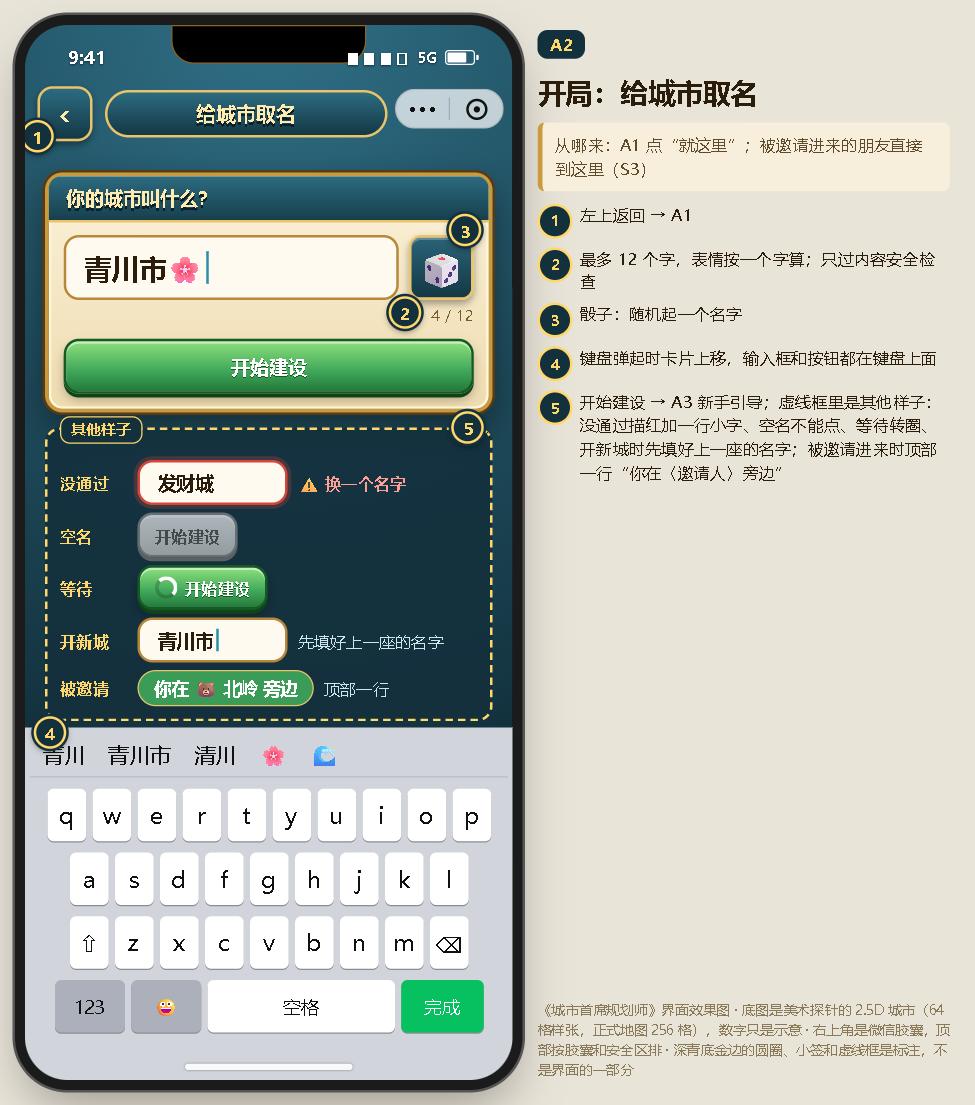 9:41
5G
给城市取名
1
你的城市叫什么?
3
青川市🌸
2
4 / 12
开始建设
其他样子
5
没通过
发财城
⚠ 换一个名字
空名
开始建设
等待
开始建设
开新城
青川市
先填好上一座的名字
被邀请
你在 🐻 北岭 旁边
顶部一行
4
青川 青川市 清川 🌸 🌊
q w e r t y u i o p
a s d f g h j k l
⇧ z x c v b n m ⌫
123 空格 完成
A2
开局：给城市取名
从哪来：A1 点“就这里”；被邀请进来的朋友直接
到这里（S3）
1 左上返回 → A1
2 最多 12 个字，表情按一个字算；只过内容安全检
查
3 骰子：随机起一个名字
4 键盘弹起时卡片上移，输入框和按钮都在键盘上面
5 开始建设 → A3 新手引导；虚线框里是其他样子：
没通过描红加一行小字、空名不能点、等待转圈、
开新城时先填好上一座的名字；被邀请进来时顶部
一行“你在〈邀请人〉旁边”
《城市首席规划师》界面效果图 · 底图是美术探针的 2.5D 城市（64
格样张，正式地图 256 格），数字只是示意 · 右上角是微信胶囊，顶
部按胶囊和安全区排 · 深青底金边的圆圈、小签和虚线框是标注，不
是界面的一部分